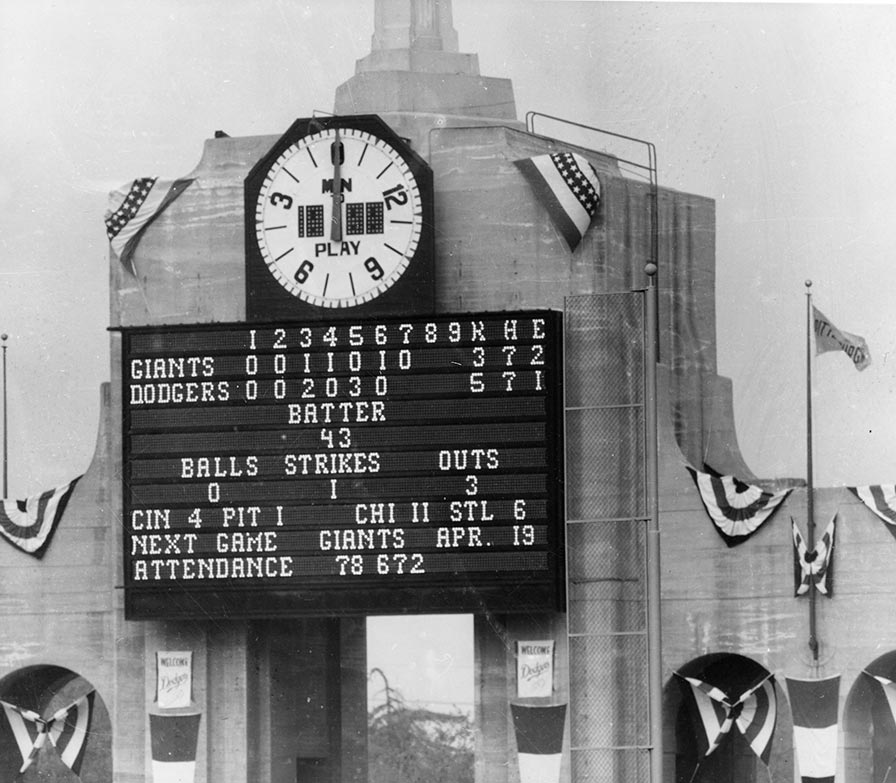 0
3 MIN 12
TO
PLAY
6 9
1 2 3 4 5 6 7 8 9 R H E
GIANTS 0 0 1 1 0 1 0 3 7 2
DODGERS 0 0 2 0 3 0 5 7 1
BATTER
43
BALLS STRIKES OUTS
0 1 3
CIN 4 PIT 1 CHI 11 STL 6
NEXT GAME GIANTS APR. 19
ATTENDANCE 78 672
WELCOME
Dodgers
WELCOME
Dodgers